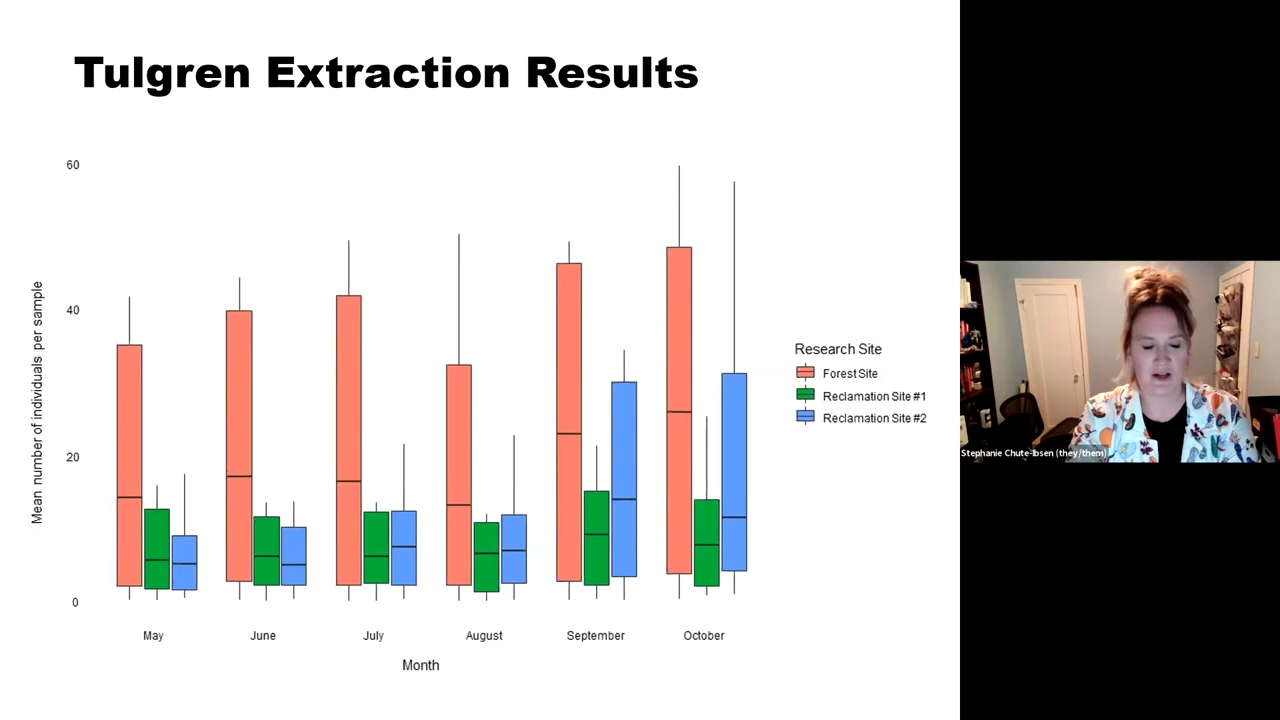 Tulgren Extraction Results
60
40
20
0
Mean number of individuals per sample
May June July August September October
Month
Research Site
Forest Site
Reclamation Site #1
Reclamation Site #2
Stephanie Chute-Ibsen (they/them)